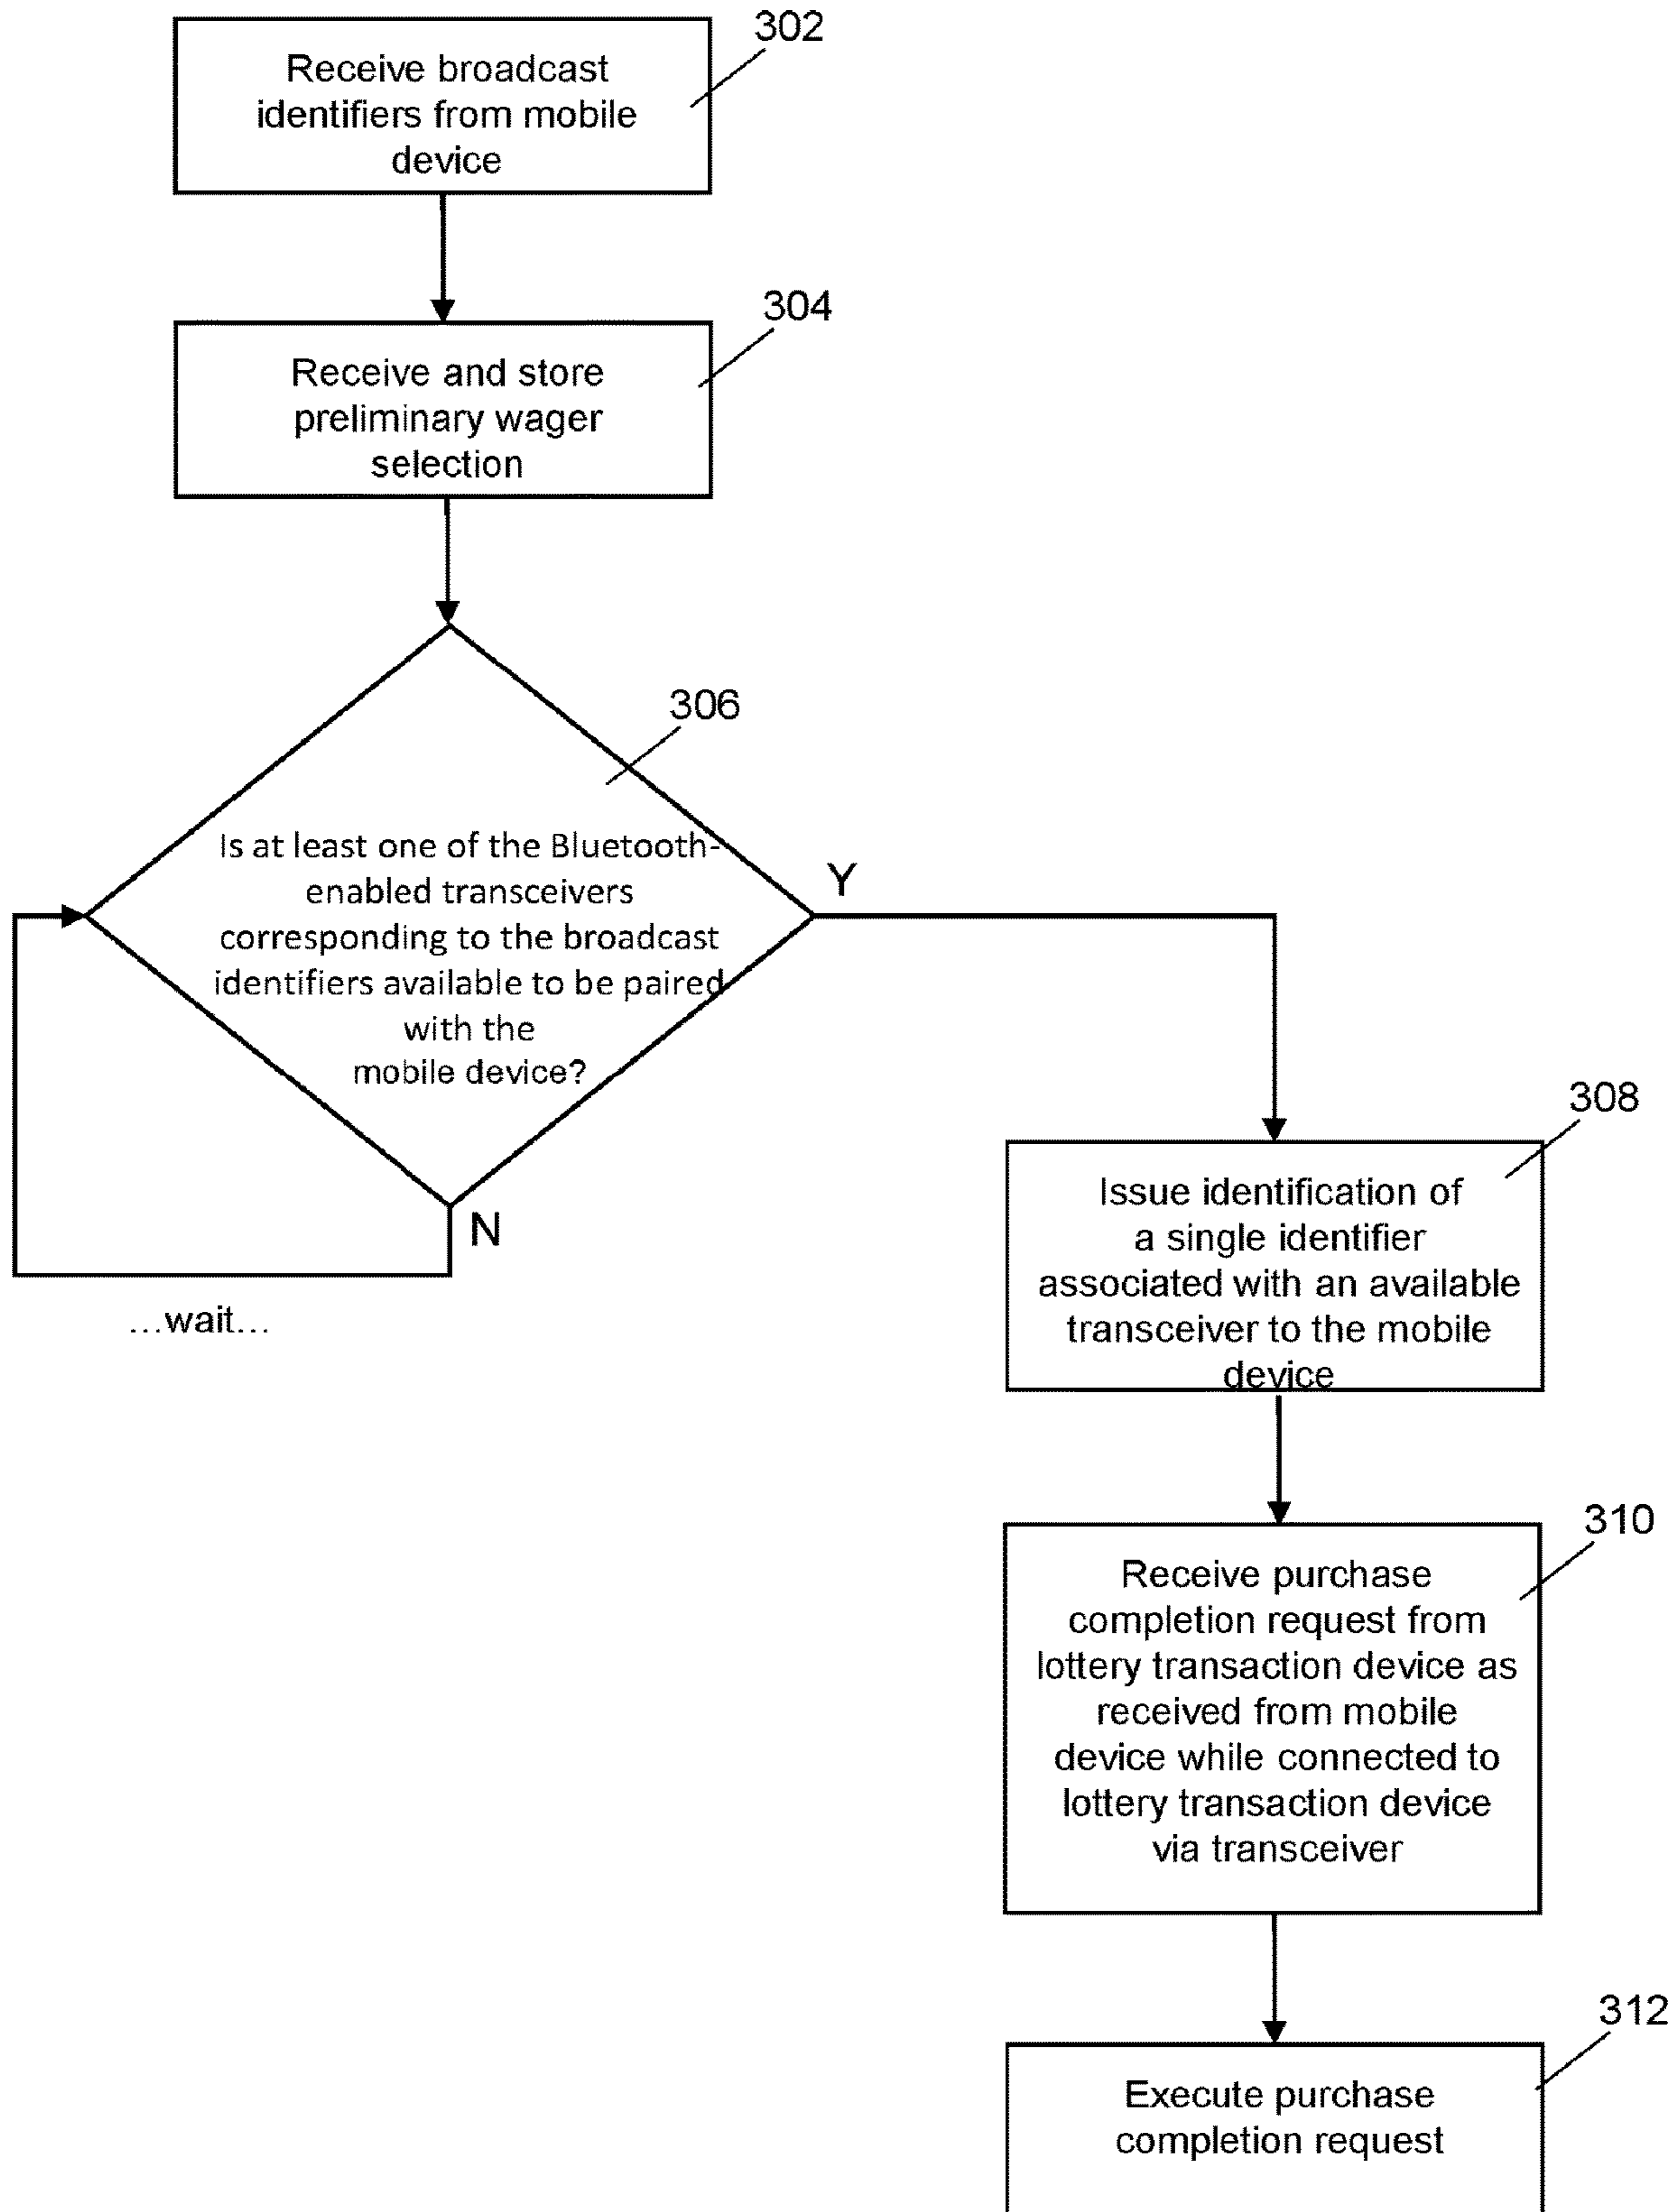 302
Receive broadcast
identifiers from mobile
device
304
Receive and store
preliminary wager
selection
306
Is at least one of the Bluetooth-
enabled transceivers
corresponding to the broadcast
identifiers available to be paired
with the
mobile device?
Y
N
...wait...
308
Issue identification of
a single identifier
associated with an available
transceiver to the mobile
device
310
Receive purchase
completion request from
lottery transaction device as
received from mobile
device while connected to
lottery transaction device
via transceiver
312
Execute purchase
completion request